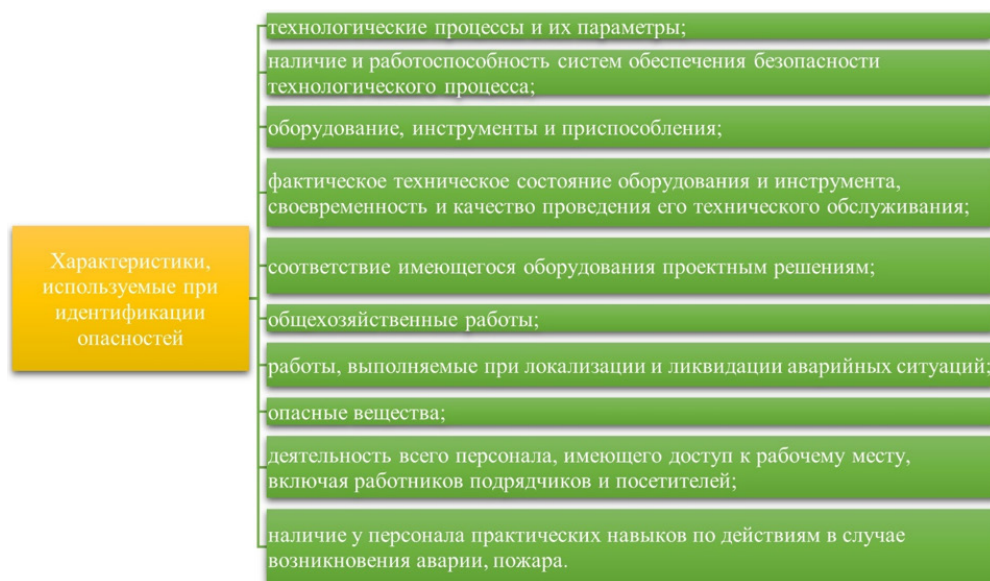 Характеристики,
используемые при
идентификации
опасностей
технологические процессы и их параметры;
наличие и работоспособность систем обеспечения безопасности
технологического процесса;
оборудование, инструменты и приспособления;
фактическое техническое состояние оборудования и инструмента,
своевременность и качество проведения его технического обслуживания;
соответствие имеющегося оборудования проектным решениям;
общехозяйственные работы;
работы, выполняемые при локализации и ликвидации аварийных ситуаций;
опасные вещества;
деятельность всего персонала, имеющего доступ к рабочему месту,
включая работников подрядчиков и посетителей;
наличие у персонала практических навыков по действиям в случае
возникновения аварии, пожара.